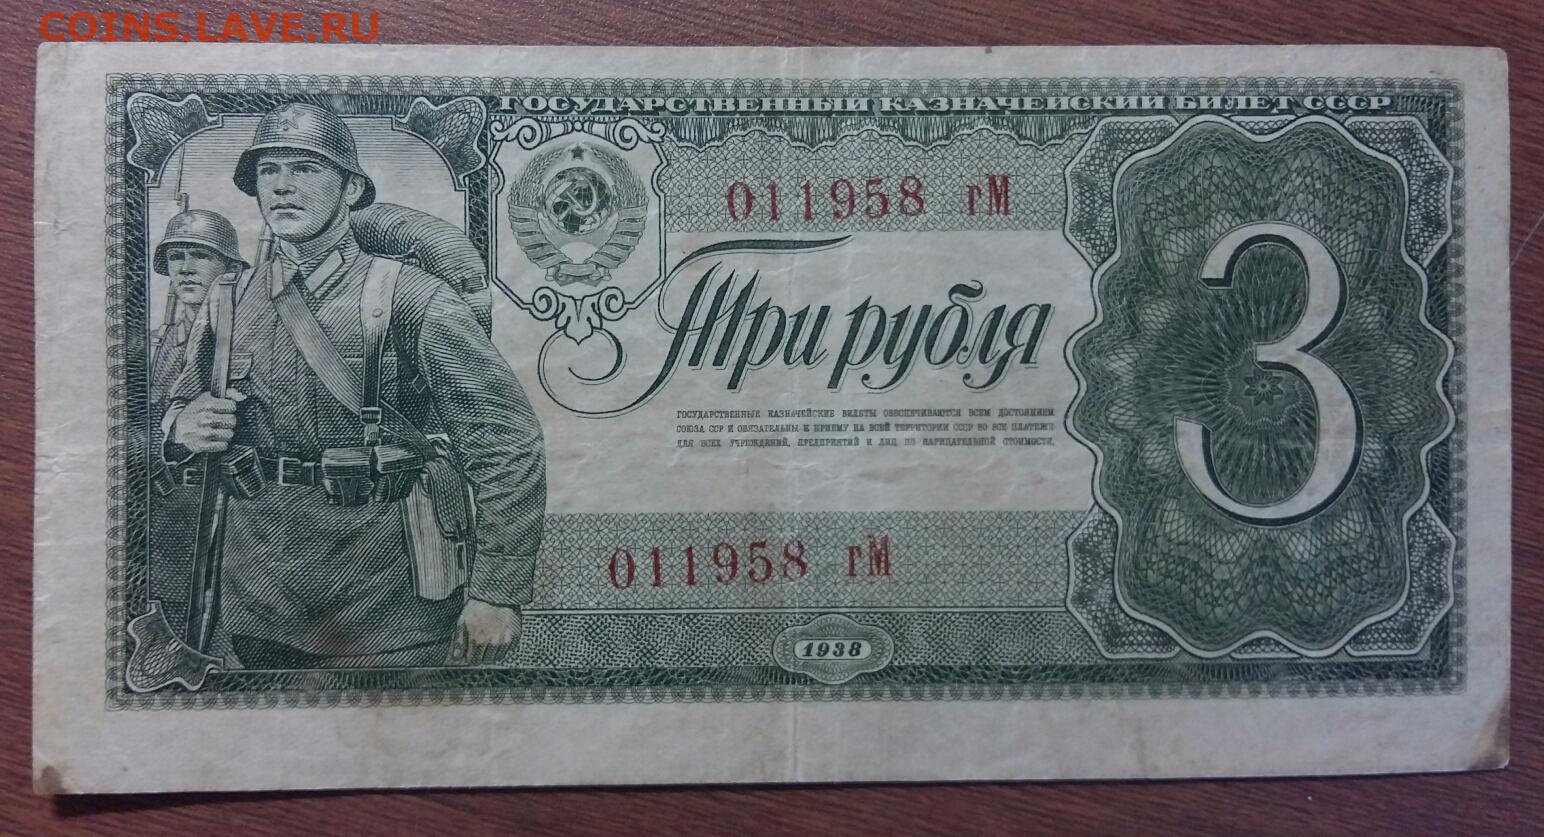 COINS.LAVE.RU
ГОСУДАРСТВЕННЫЙ КАЗНАЧЕЙСКИЙ БИЛЕТ СССР
011958 гМ
Три рубля
3
ГОСУДАРСТВЕННЫЕ КАЗНАЧЕЙСКИЕ БИЛЕТЫ ОБЕСПЕЧИВАЮТСЯ ВСЕМ ДОСТОЯНИЕМ
СОЮЗА ССР И ОБЯЗАТЕЛЬНЫ К ПРИЕМУ НА ВСЕЙ ТЕРРИТОРИИ СССР ВО ВСЕ ПЛАТЕЖИ
ДЛЯ ВСЕХ УЧРЕЖДЕНИЙ, ПРЕДПРИЯТИЙ И ЛИЦ ПО НАРИЦАТЕЛЬНОЙ СТОИМОСТИ.
011958 гМ
1938